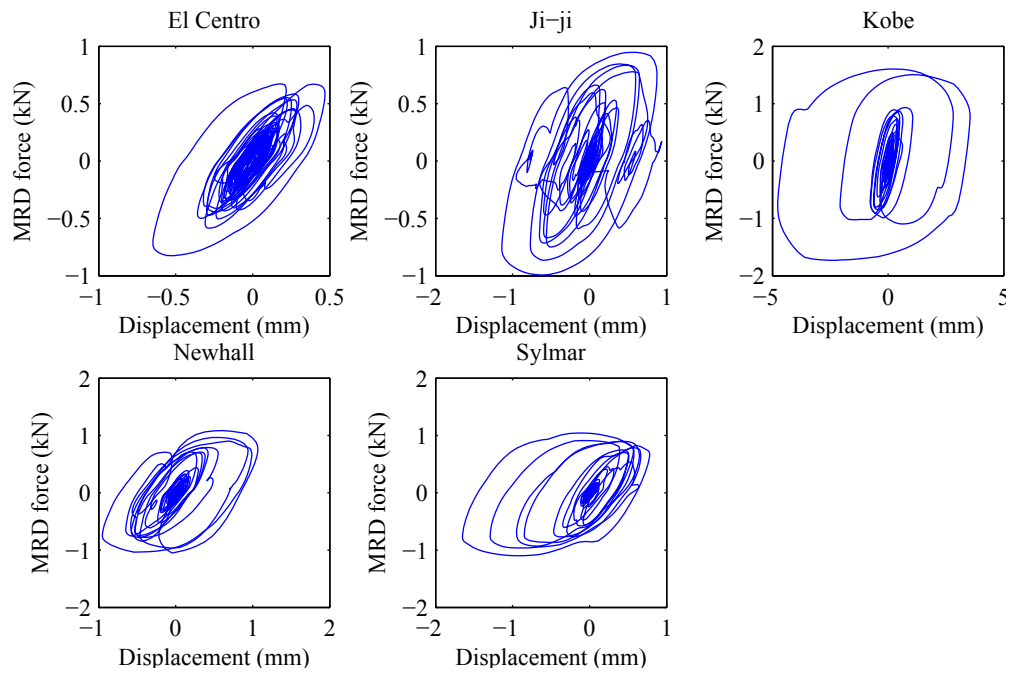 El Centro
MRD force (kN)
1
0.5
0
−0.5
−1
−1
−0.5
0
0.5
Displacement (mm)
Ji−ji
MRD force (kN)
1
0.5
0
−0.5
−1
−2
−1
0
1
Displacement (mm)
Kobe
MRD force (kN)
2
1
0
−1
−2
−5
0
5
Displacement (mm)
Newhall
MRD force (kN)
2
1
0
−1
−2
−1
0
1
2
Displacement (mm)
Sylmar
MRD force (kN)
2
1
0
−1
−2
−2
−1
0
1
Displacement (mm)